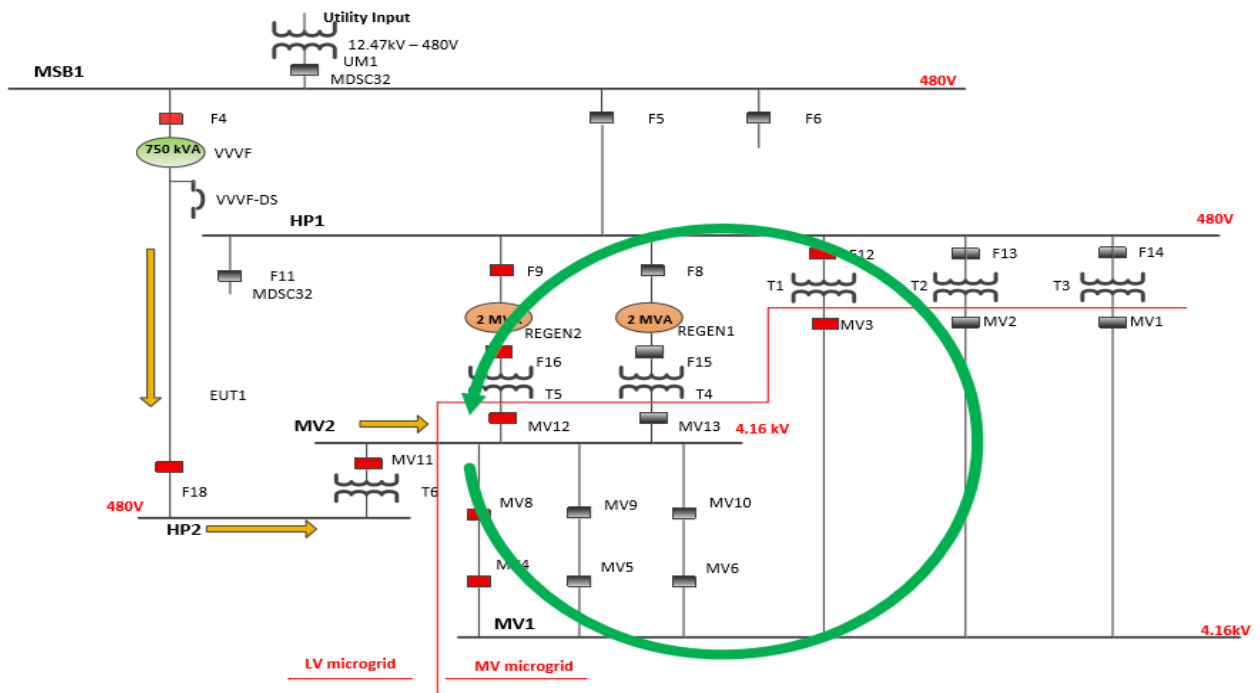 Utility Input
12.47kV – 480V
UM1
MDSC32
MSB1
480V
F4
F5
F6
750 kVA
VVVF
VVVF-DS
HP1
480V
F11
MDSC32
F9
F8
F12
F13
F14
T1
T2
T3
2 MVA
2 MVA
REGEN2
REGEN1
MV3
MV2
MV1
F16
F15
T5
T4
EUT1
MV2
MV12
MV13
4.16 kV
MV11
T6
F18
480V
HP2
MV8
MV9
MV10
MV4
MV5
MV6
MV1
4.16kV
LV microgrid
MV microgrid